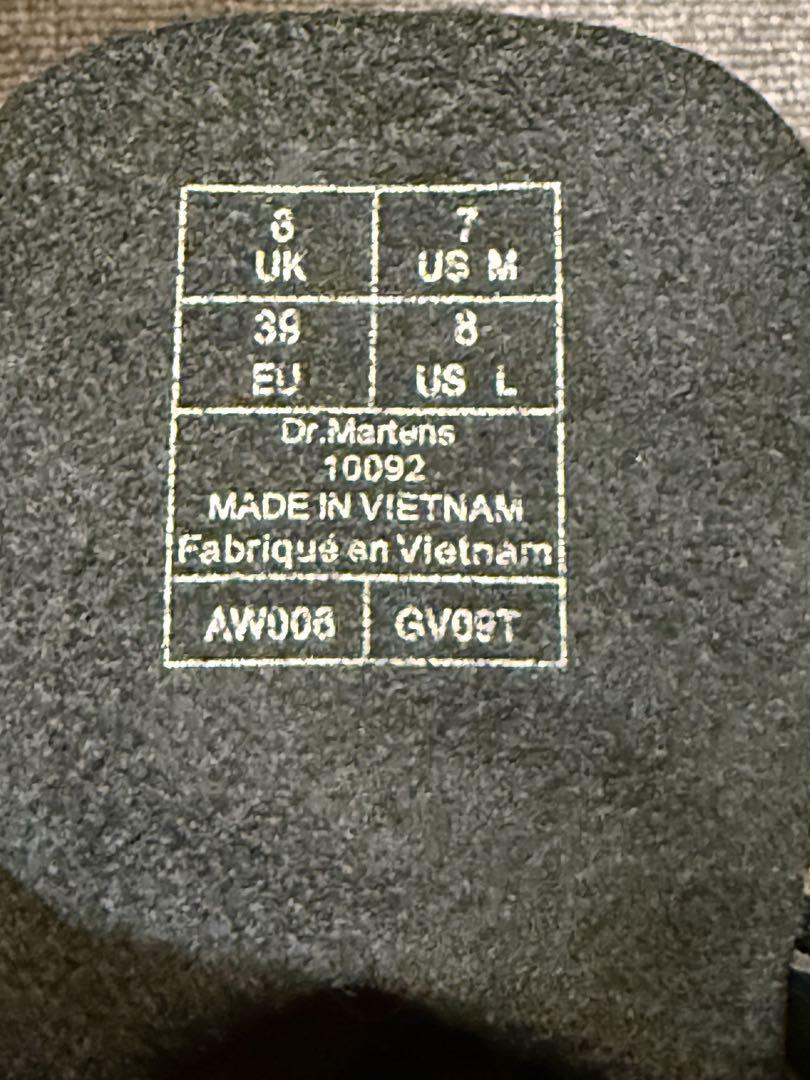 6 7
UK US M
39 8
EU US L
Dr.Martens
10092
MADE IN VIETNAM
Fabriqué en Vietnam
AW006 GV09T